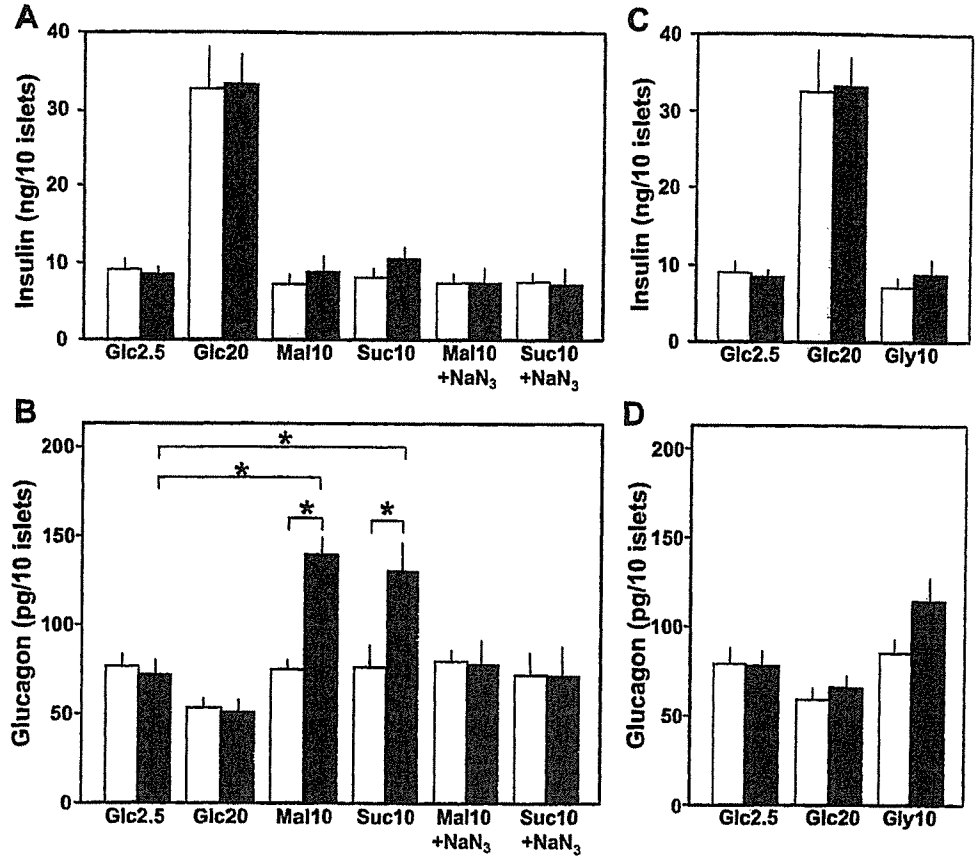 A
Insulin (ng/10 islets)
40
30
20
10
0
Glc2.5 Glc20 Mal10 Suc10 Mal10 Suc10
+NaN3 +NaN3
C
Insulin (ng/10 islets)
40
30
20
10
0
Glc2.5 Glc20 Gly10
B
Glucagon (pg/10 islets)
200
150
100
50
0
*
*
* *
Glc2.5 Glc20 Mal10 Suc10 Mal10 Suc10
+NaN3 +NaN3
D
Glucagon (pg/10 islets)
200
150
100
50
0
Glc2.5 Glc20 Gly10